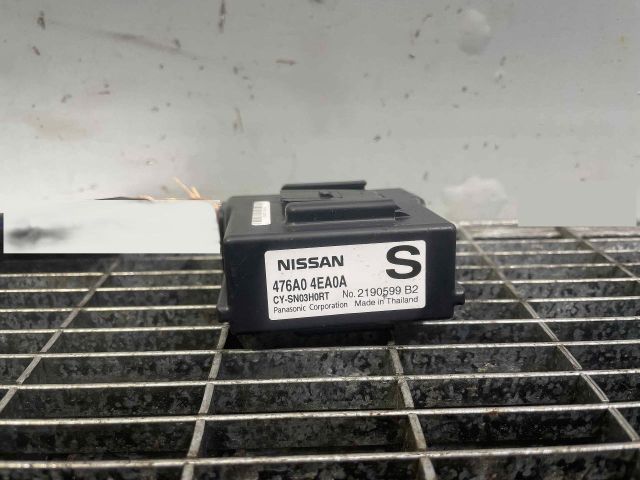 NISSAN S
476A0 4EA0A
CY-SN03H0RT No. 2190599 B2
Panasonic Corporation Made in Thailand